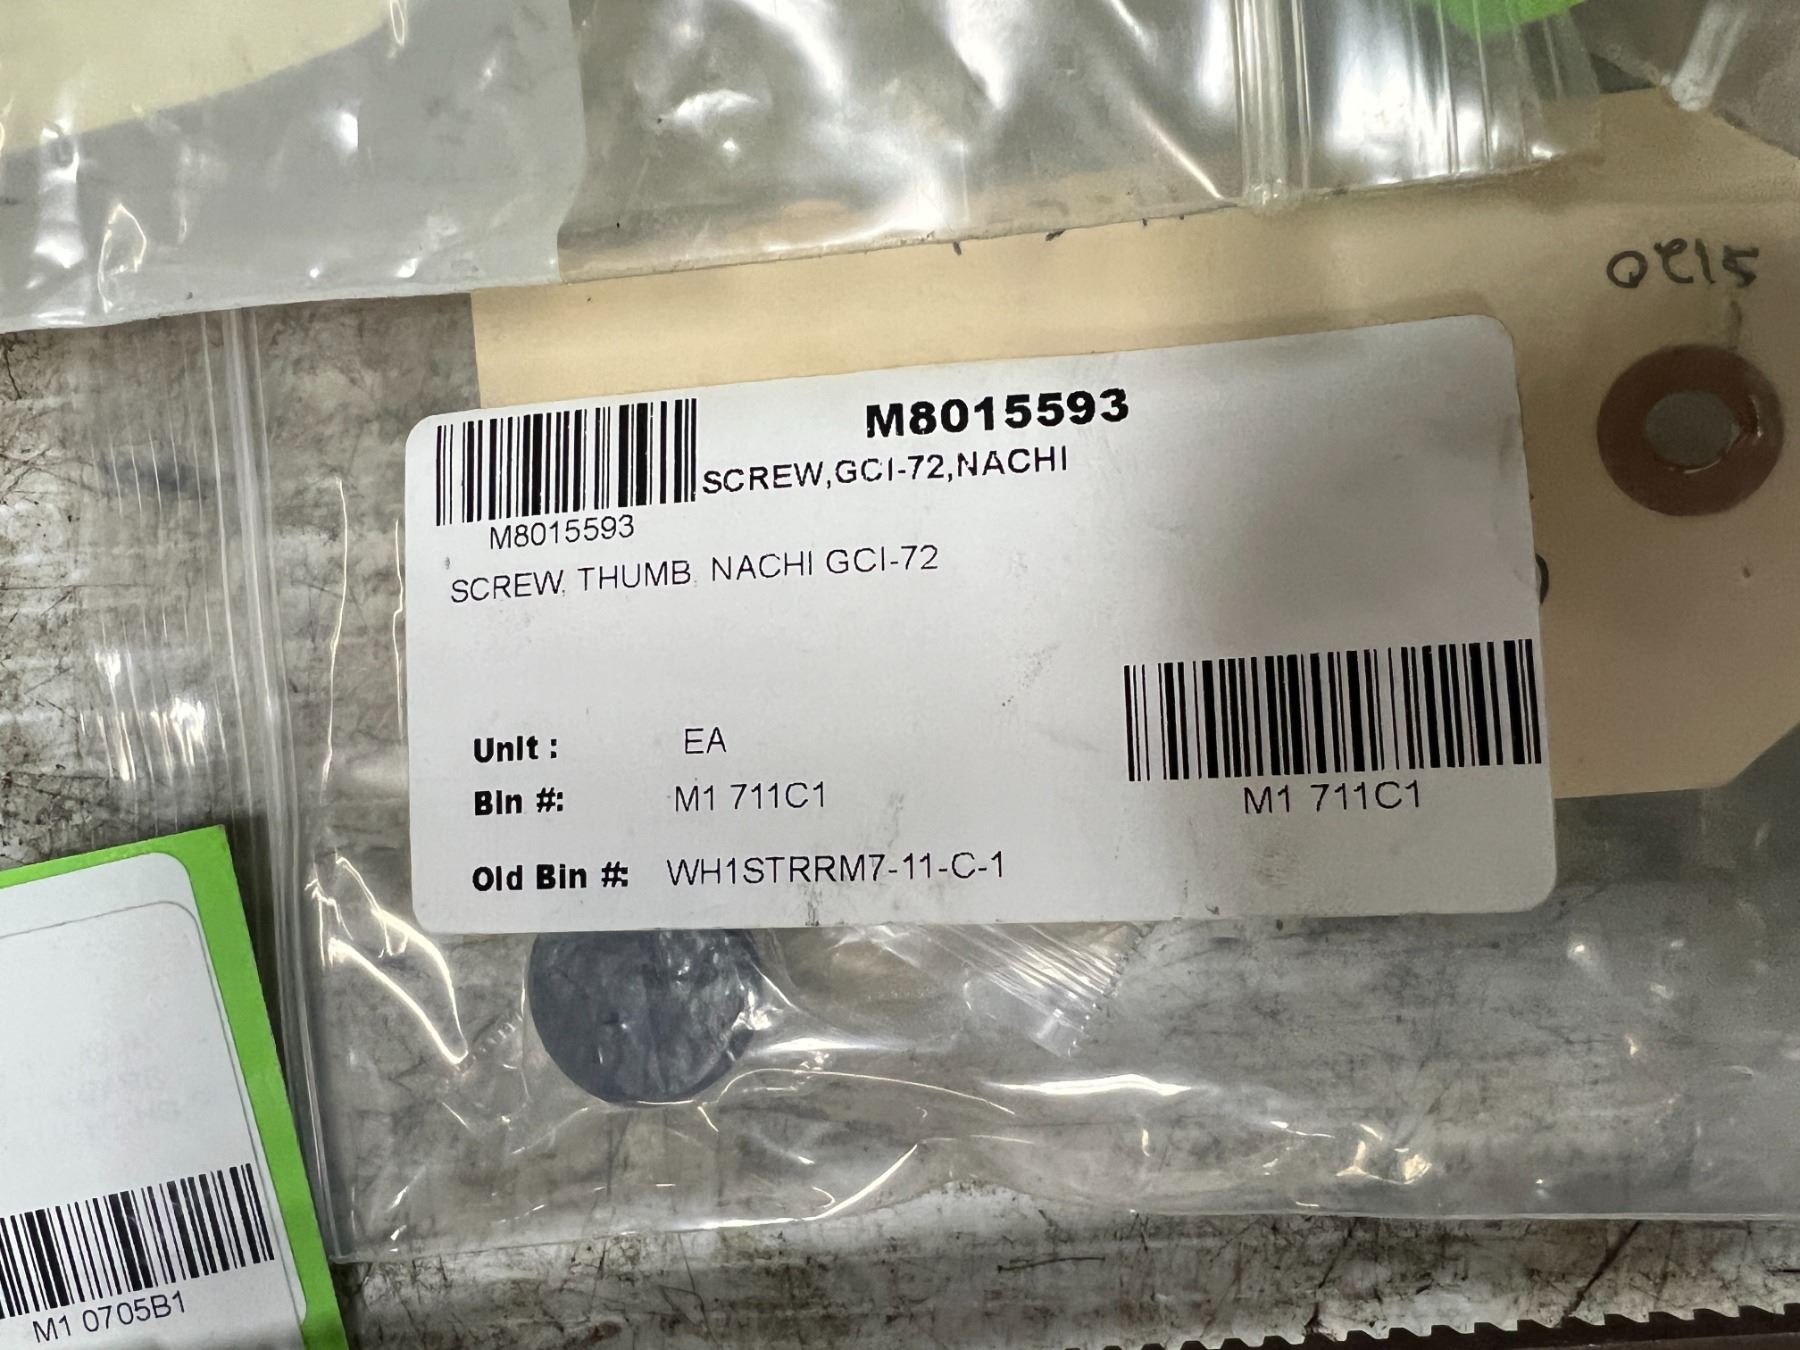 M8015593
SCREW,GCI-72,NACHI
M8015593
SCREW, THUMB, NACHI GCI-72
Unit : EA
Bin #: M1 711C1
M1 711C1
Old Bin #: WH1STRRM7-11-C-1
M1 0705B1